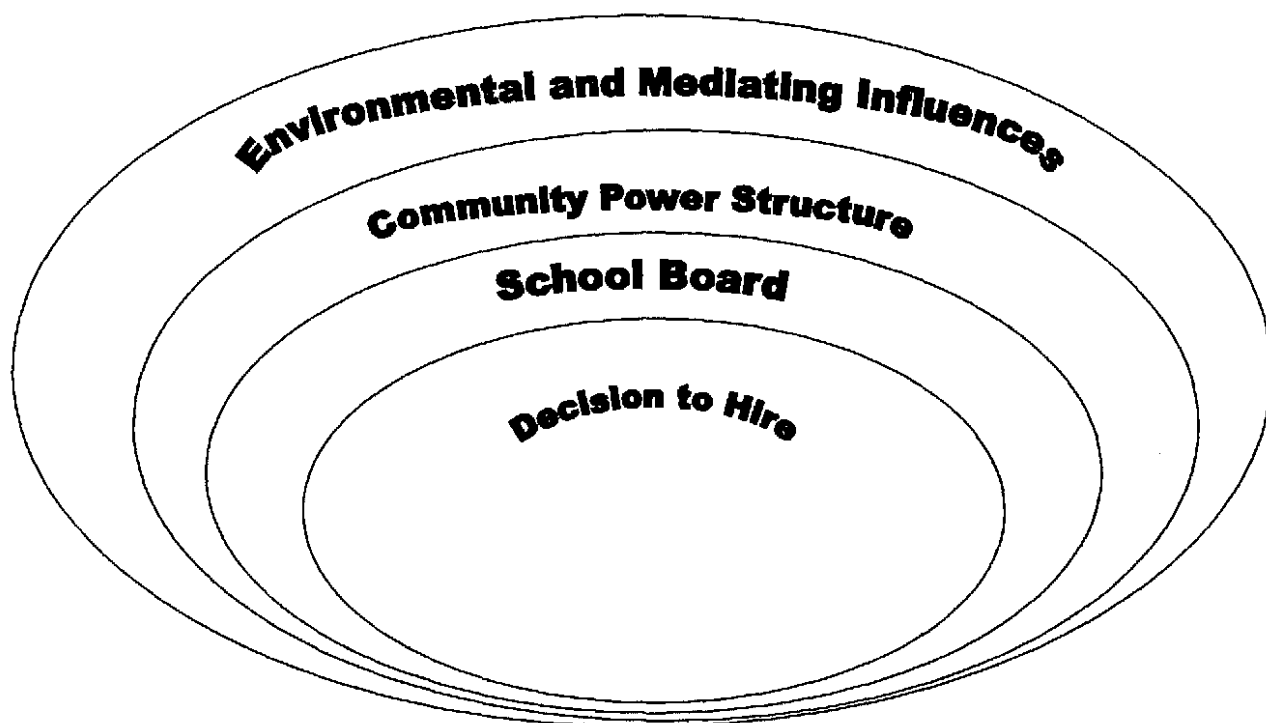 Environmental and Mediating Influences
Community Power Structure
School Board
Decision to Hire